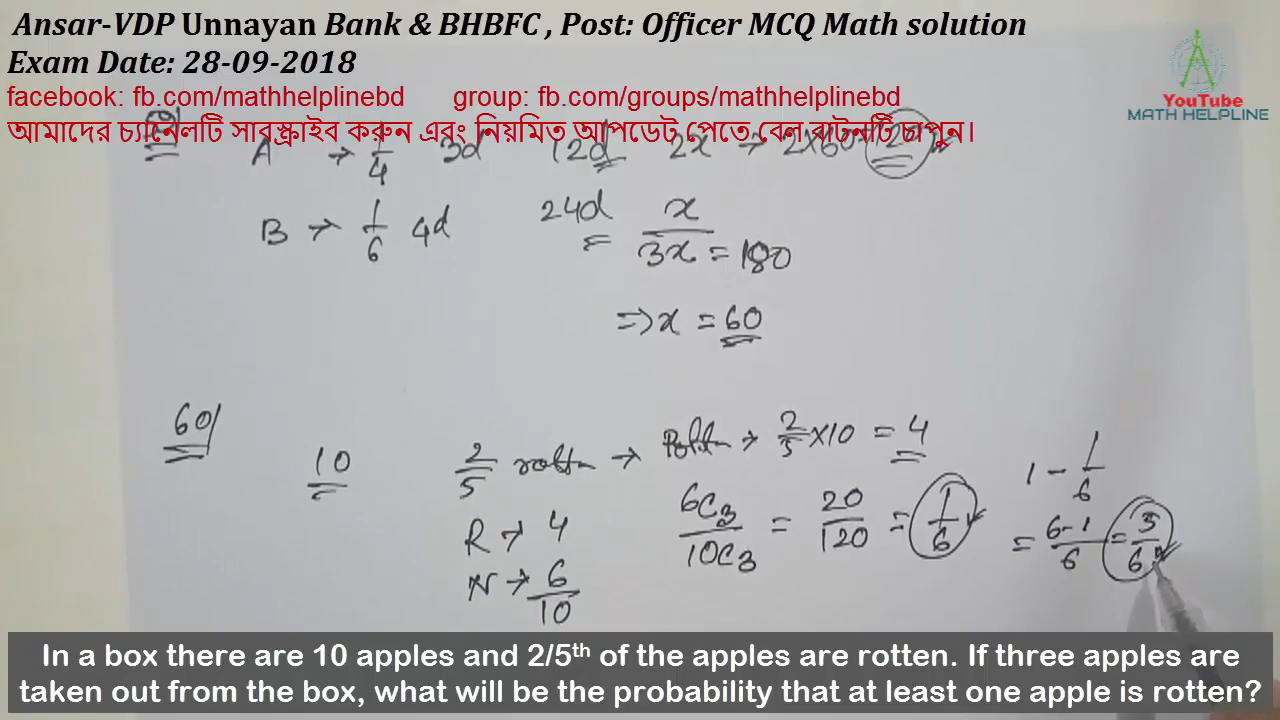 Ansar-VDP Unnayan Bank & BHBFC , Post: Officer MCQ Math solution
Exam Date: 28-09-2018
facebook: fb.com/mathhelplinebd group: fb.com/groups/mathhelplinebd
আমাদের চ্যানেলটি সাবস্ক্রাইব করুন এবং নিয়মিত আপডেট পেতে বেল বাটনটি চাপুন।
YouTube
MATH HELPLINE
A → 1/4 3d 12d 2x → 2×60 = 120
B → 1/6 4d 24d x
3x = 180
⇒ x = 60
60/
10 2/5 rotten → Rotten → 2/5 × 10 = 4
R → 4 6C3/10C3 = 20/120 = 1/6 1 - 1/6
N → 6 = 6-1/6 = 5/6
10
In a box there are 10 apples and 2/5th of the apples are rotten. If three apples are
taken out from the box, what will be the probability that at least one apple is rotten?